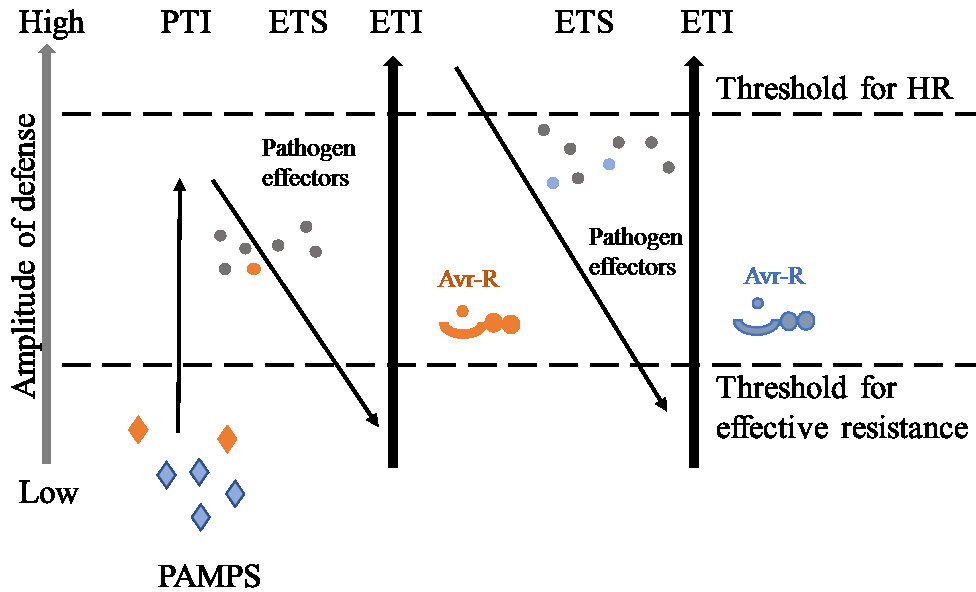 High PTI ETS ETI ETS ETI
Threshold for HR
Pathogen
effectors
Amplitude of defense
Pathogen
effectors
Avr-R
Avr-R
Threshold for
effective resistance
Low
PAMPS